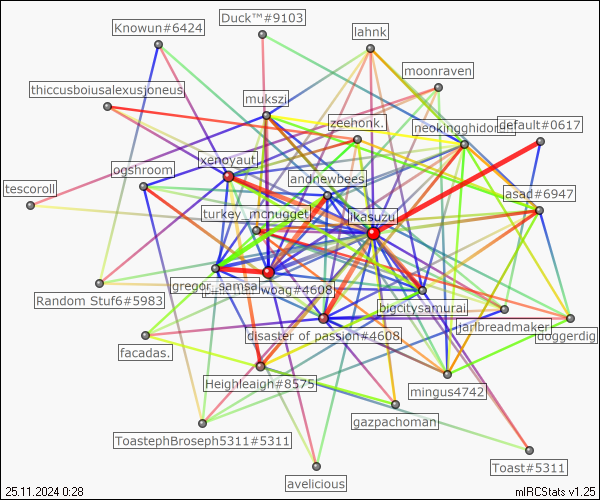 Duck™#9103
Knowun#6424
lahnk
moonraven
thiccusboiusalexusjoneus
mukszi
zeehonk.
default#0617
xenoyaut.
ogshroom
andnewbees
tescoroll
asad#6947
turkey_mcnugget
ikasuzu
gregor_samsa
woag#4608
Random Stuf6#5983
bigcitysamurai
jarlbreadmaker
doggerdig
disaster of passion#4608
facadas.
Heighleaigh#8575
mingus4742
gazpachoman
ToastephBroseph5311#5311
Toast#5311
avelicious
25.11.2024 0:28
mIRCStats v1.25